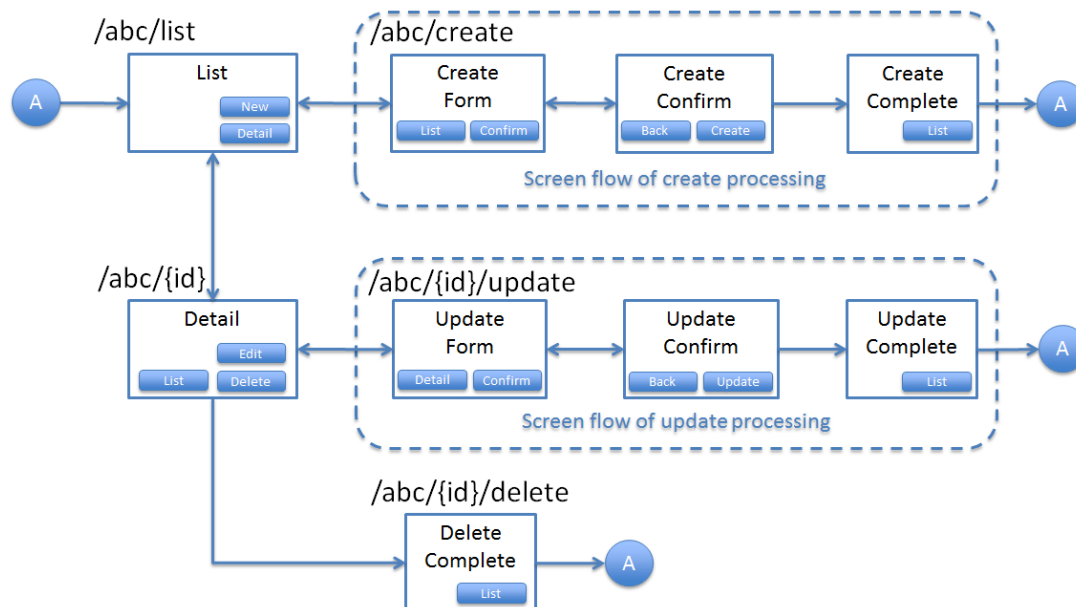 /abc/list
A
List
New
Detail
/abc/create
Create
Form
List
Confirm
Create
Confirm
Back
Create
Create
Complete
List
A
Screen flow of create processing
/abc/{id}
Detail
Edit
List
Delete
/abc/{id}/update
Update
Form
Detail
Confirm
Update
Confirm
Back
Update
Update
Complete
List
A
Screen flow of update processing
/abc/{id}/delete
Delete
Complete
List
A